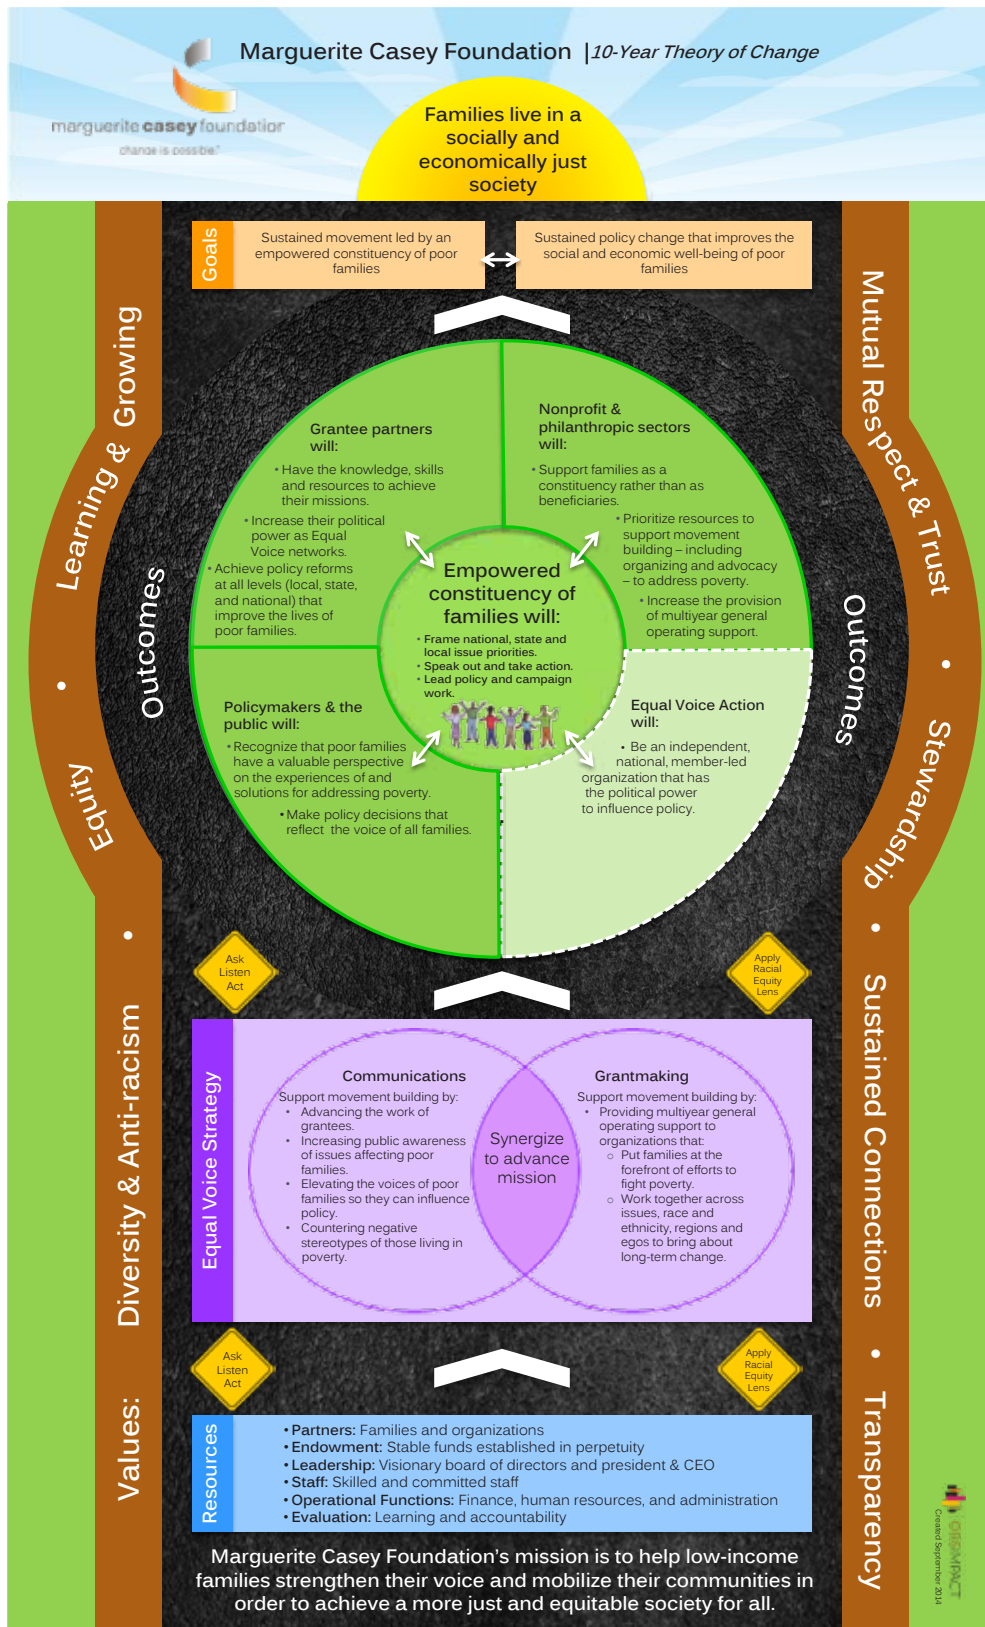 Marguerite Casey Foundation |10-Year Theory of Change
marguerite casey foundation
change is possible.
Families live in a
socially and
economically just
society
Goals
Sustained movement led by an
empowered constituency of poor
families
Sustained policy change that improves the
social and economic well-being of poor
families
Outcomes
Outcomes
Grantee partners
will:
• Have the knowledge, skills
and resources to achieve
their missions.
• Increase their political
power as Equal
Voice networks.
• Achieve policy reforms
at all levels (local, state,
and national) that
improve the lives of
poor families.
Nonprofit &
philanthropic sectors
will:
• Support families as a
constituency rather than as
beneficiaries.
• Prioritize resources to
support movement
building – including
organizing and advocacy
– to address poverty.
• Increase the provision
of multiyear general
operating support.
Empowered
constituency of
families will:
• Frame national, state and
local issue priorities.
• Speak out and take action.
• Lead policy and campaign
work.
Policymakers & the
public will:
• Recognize that poor families
have a valuable perspective
on the experiences of and
solutions for addressing poverty.
• Make policy decisions that
reflect the voice of all families.
Equal Voice Action
will:
• Be an independent,
national, member-led
organization that has
the political power
to influence policy.
Ask
Listen
Act
Apply
Racial
Equity
Lens
Equal Voice Strategy
Communications
Support movement building by:
• Advancing the work of
grantees.
• Increasing public awareness
of issues affecting poor
families.
• Elevating the voices of poor
families so they can influence
policy.
• Countering negative
stereotypes of those living in
poverty.
Synergize
to advance
mission
Grantmaking
Support movement building by:
• Providing multiyear general
operating support to
organizations that:
o Put families at the
forefront of efforts to
fight poverty.
o Work together across
issues, race and
ethnicity, regions and
egos to bring about
long-term change.
Ask
Listen
Act
Apply
Racial
Equity
Lens
Resources
• Partners: Families and organizations
• Endowment: Stable funds established in perpetuity
• Leadership: Visionary board of directors and president & CEO
• Staff: Skilled and committed staff
• Operational Functions: Finance, human resources, and administration
• Evaluation: Learning and accountability
Marguerite Casey Foundation's mission is to help low-income
families strengthen their voice and mobilize their communities in
order to achieve a more just and equitable society for all.
Values: Diversity & Anti-racism • Equity • Learning & Growing
Mutual Respect & Trust • Stewardship • Sustained Connections • Transparency
ORSIMPACT
Created September 2014